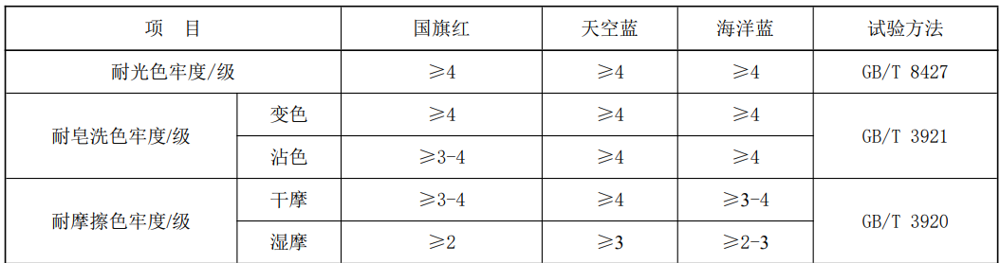 项 目 国旗红 天空蓝 海洋蓝 试验方法
耐光色牢度/级 ≥4 ≥4 ≥4 GB/T 8427
耐皂洗色牢度/级 变色 ≥4 ≥4 ≥4 GB/T 3921
沾色 ≥3-4 ≥4 ≥4
耐摩擦色牢度/级 干摩 ≥3-4 ≥4 ≥3-4 GB/T 3920
湿摩 ≥2 ≥3 ≥2-3